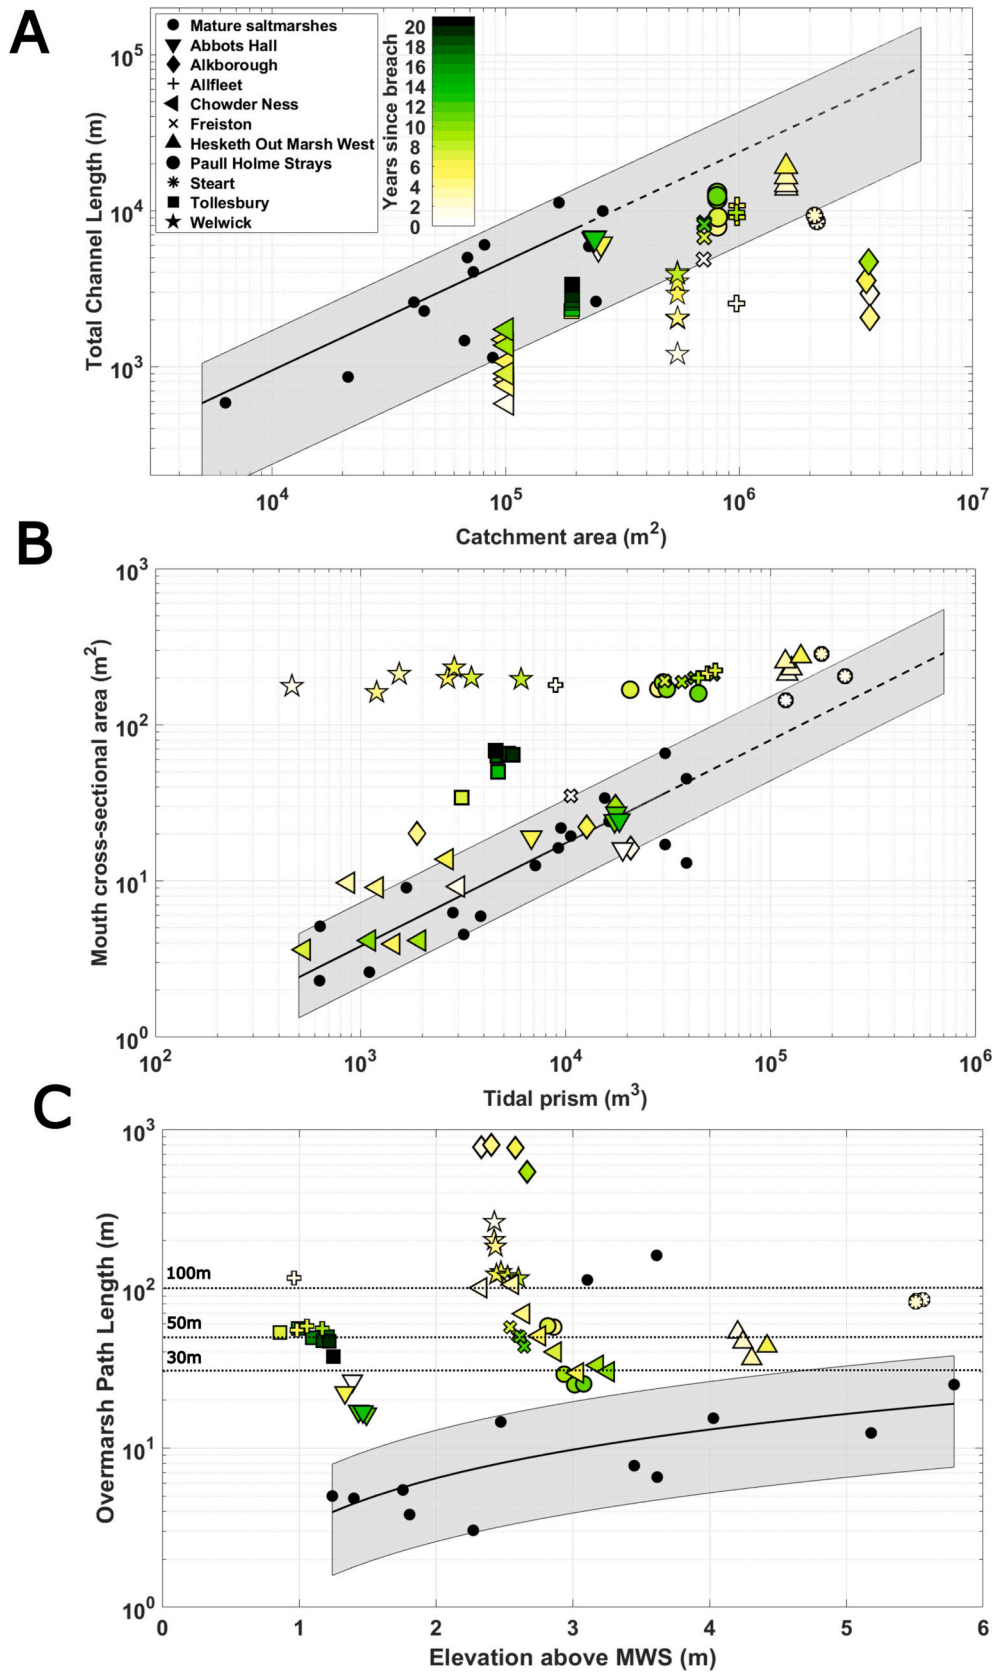 A
Mature saltmarshes
Abbots Hall
Alkborough
Allfleet
Chowder Ness
Freiston
Hesketh Out Marsh West
Paull Holme Strays
Steart
Tollesbury
Welwick
Years since breach
20
18
16
14
12
10
8
6
4
2
0
Total Channel Length (m)
10^5
10^4
10^3
10^4 10^5 10^6 10^7
Catchment area (m^2)
B
Mouth cross-sectional area (m^2)
10^3
10^2
10^1
10^0
10^2 10^3 10^4 10^5 10^6
Tidal prism (m^3)
C
Overmarsh Path Length (m)
10^3
10^2
10^1
10^0
100m
50m
30m
0 1 2 3 4 5 6
Elevation above MWS (m)